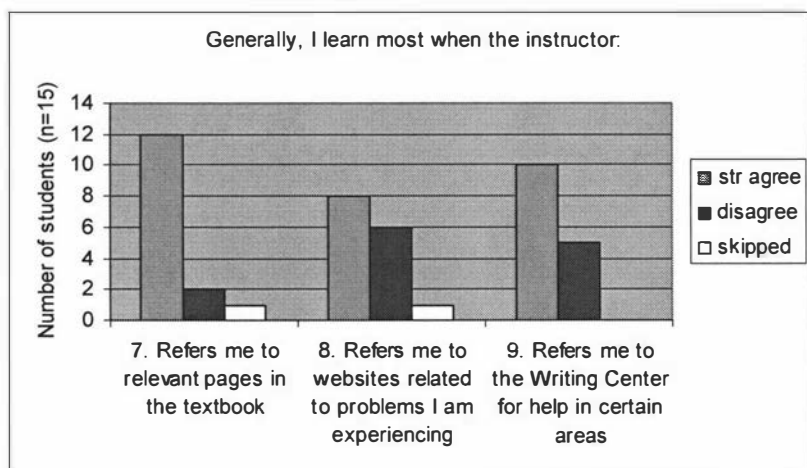 Generally, I learn most when the instructor:
Number of students (n=15)
14
12
10
8
6
4
2
0
7. Refers me to
relevant pages in
the textbook
8. Refers me to
websites related
to problems I am
experiencing
9. Refers me to
the Writing Center
for help in certain
areas
str agree
disagree
skipped